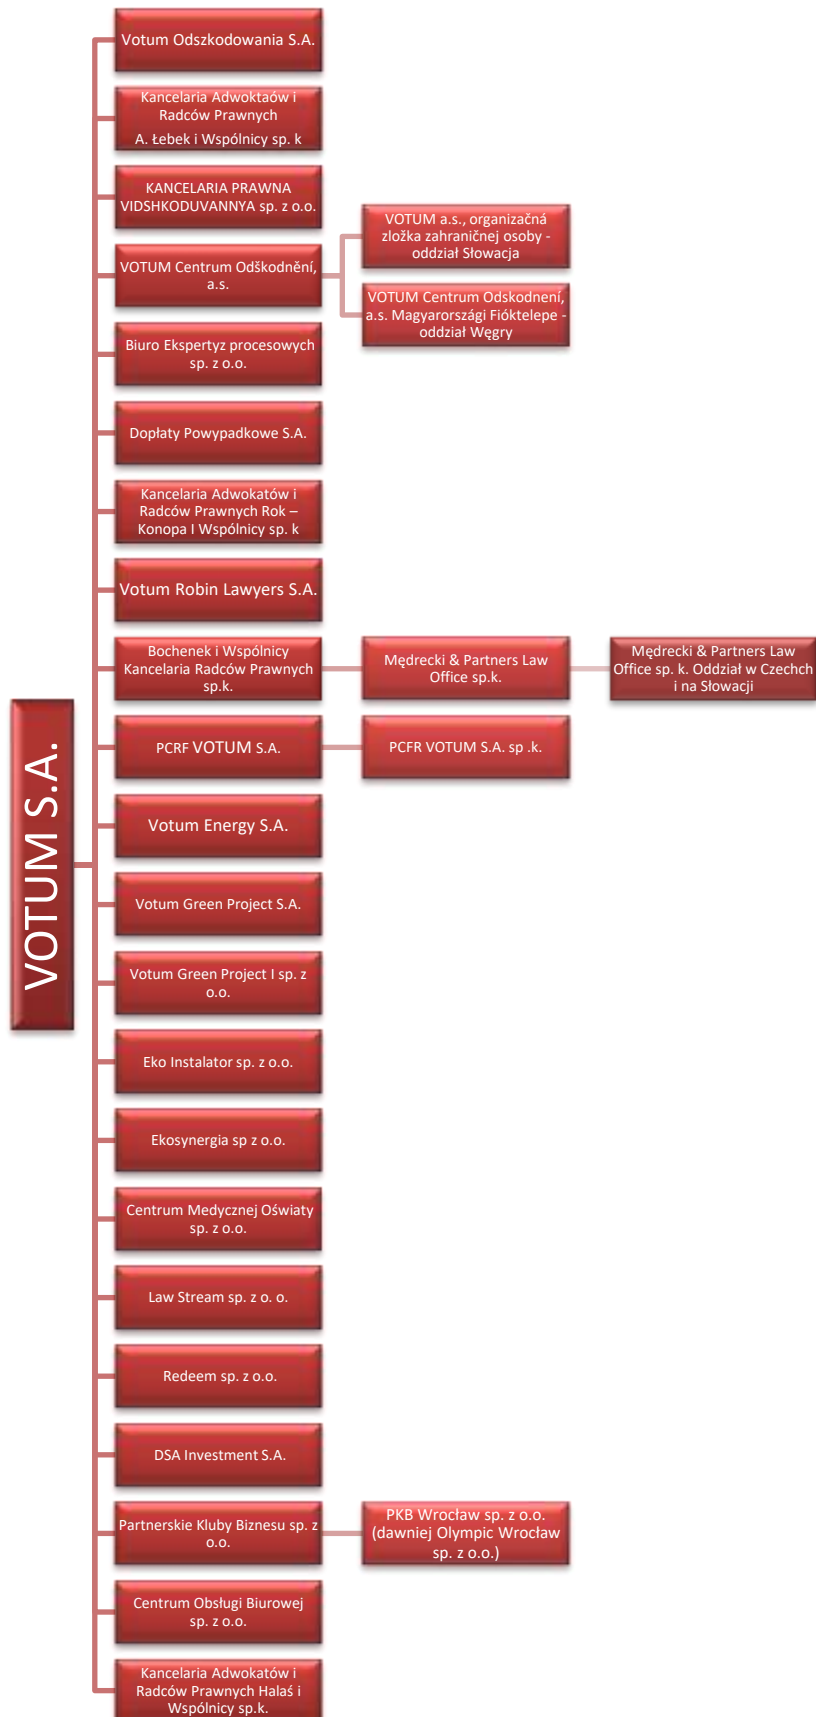 VOTUM S.A.
Votum Odszkodowania S.A.
Kancelaria Adwoktaów i
Radców Prawnych
A. Łebek i Wspólnicy sp. k
KANCELARIA PRAWNA
VIDSHKODUVANNYA sp. z o.o.
VOTUM Centrum Odškodnění,
a.s.
VOTUM a.s., organizačná
zložka zahraničnej osoby -
oddział Słowacja
VOTUM Centrum Odskodnení,
a.s. Magyarországi Fióktelepe -
oddział Węgry
Biuro Ekspertyz procesowych
sp. z o.o.
Dopłaty Powypadkowe S.A.
Kancelaria Adwokatów i
Radców Prawnych Rok –
Konopa I Wspólnicy sp. k
Votum Robin Lawyers S.A.
Bochenek i Wspólnicy
Kancelaria Radców Prawnych
sp.k.
Mędrecki & Partners Law
Office sp.k.
Mędrecki & Partners Law
Office sp. k. Oddział w Czechch
i na Słowacji
PCRF VOTUM S.A.
PCFR VOTUM S.A. sp .k.
Votum Energy S.A.
Votum Green Project S.A.
Votum Green Project I sp. z
o.o.
Eko Instalator sp. z o.o.
Ekosynergia sp z o.o.
Centrum Medycznej Oświaty
sp. z o.o.
Law Stream sp. z o. o.
Redeem sp. z o.o.
DSA Investment S.A.
Partnerskie Kluby Biznesu sp. z
o.o.
PKB Wrocław sp. z o.o.
(dawniej Olympic Wrocław
sp. z o.o.)
Centrum Obsługi Biurowej
sp. z o.o.
Kancelaria Adwokatów i
Radców Prawnych Halaś i
Wspólnicy sp.k.